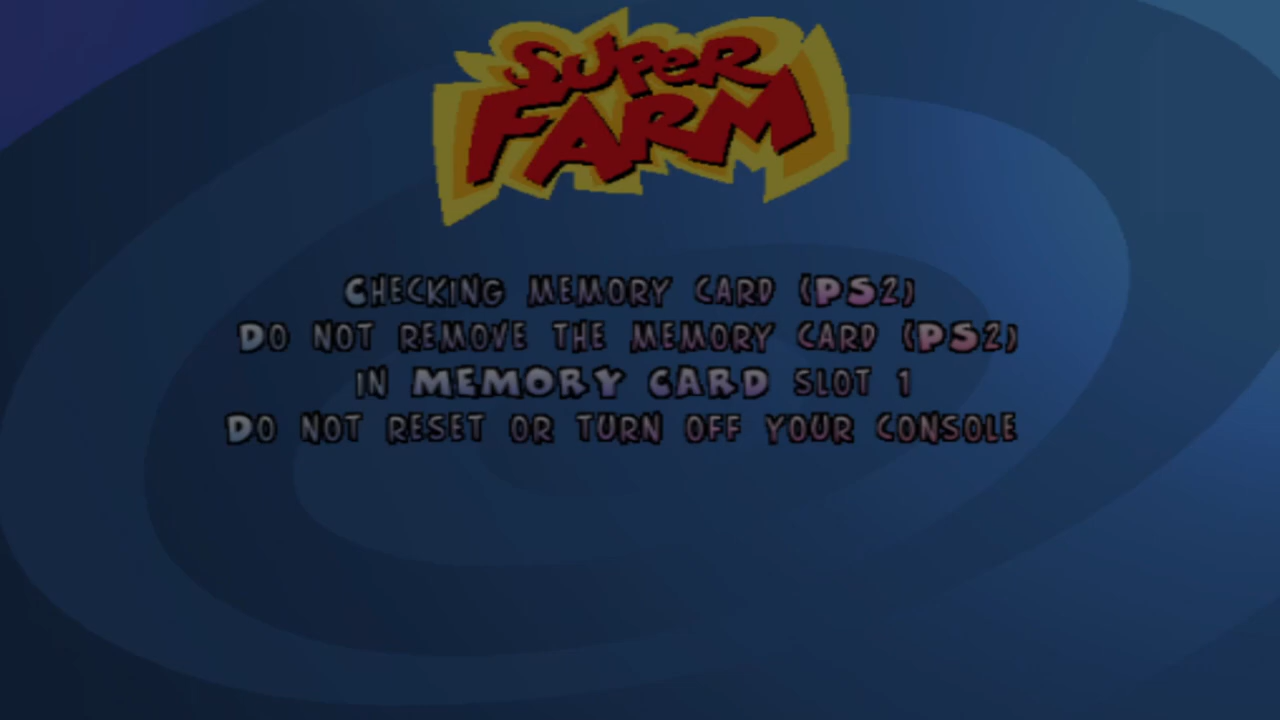 SUPER
FARM
CHECKING MEMORY CARD (PS2)
DO NOT REMOVE THE MEMORY CARD (PS2)
IN MEMORY CARD SLOT 1
DO NOT RESET OR TURN OFF YOUR CONSOLE